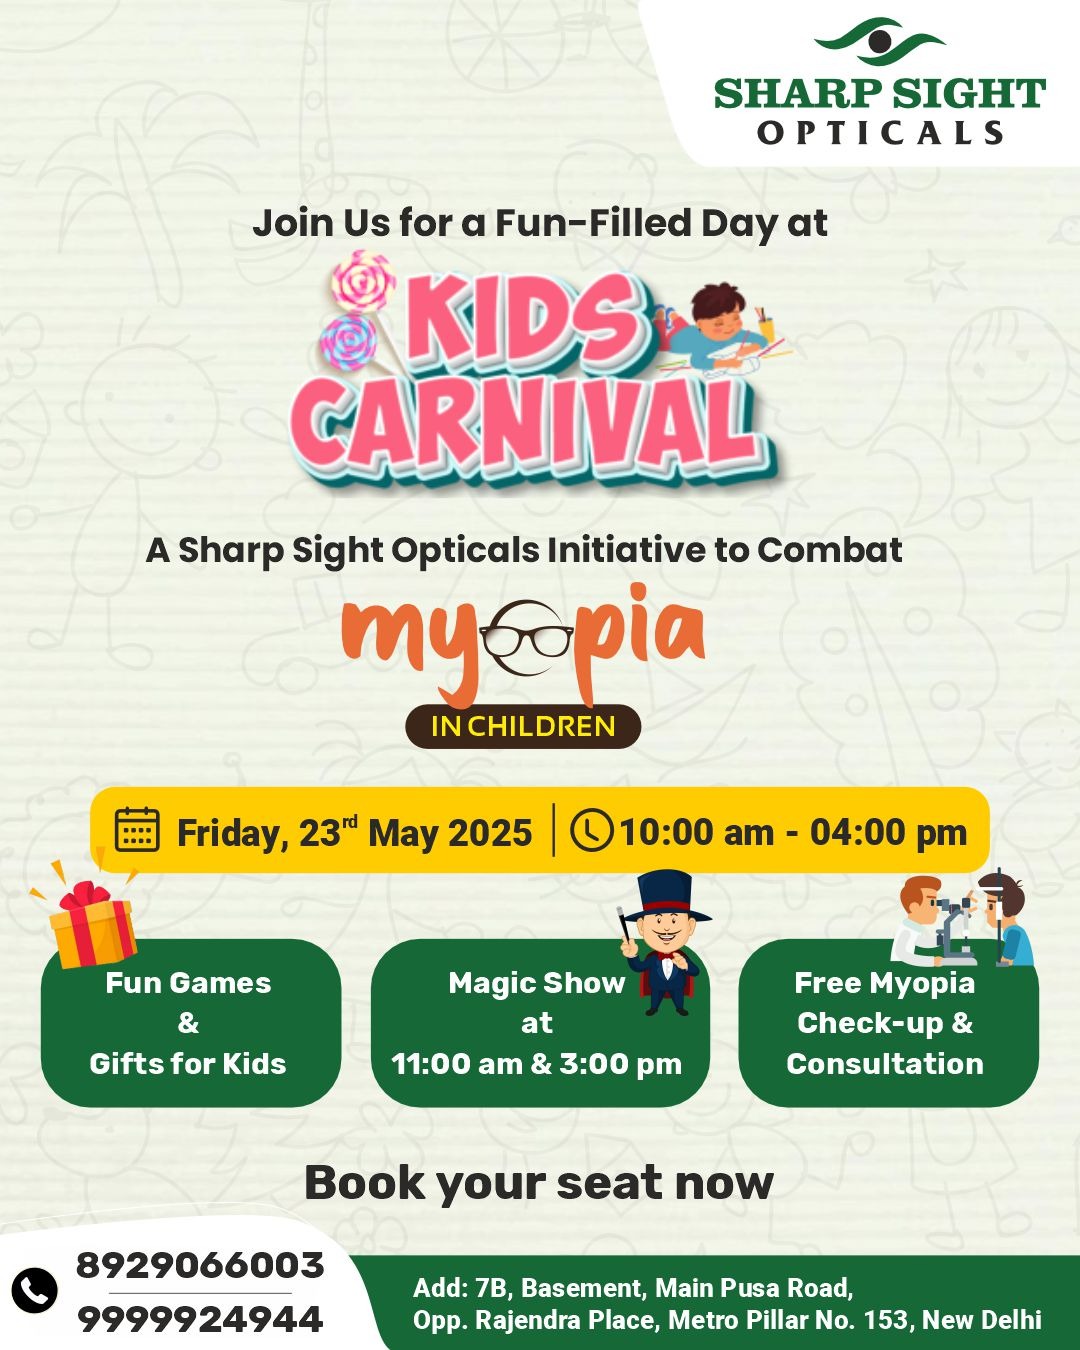 SHARP SIGHT
OPTICALS
Join Us for a Fun-Filled Day at
KIDS
CARNIVAL
A Sharp Sight Opticals Initiative to Combat
myopia
IN CHILDREN
Friday, 23rd May 2025 10:00 am - 04:00 pm
Fun Games
&
Gifts for Kids
Magic Show
at
11:00 am & 3:00 pm
Free Myopia
Check-up &
Consultation
Book your seat now
8929066003
9999924944
Add: 7B, Basement, Main Pusa Road,
Opp. Rajendra Place, Metro Pillar No. 153, New Delhi